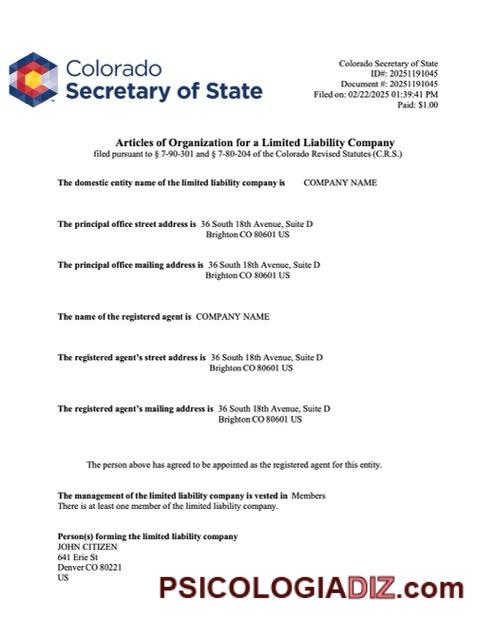 Colorado
Secretary of State
Colorado Secretary of State
ID#: 20251191045
Document #: 20251191045
Filed on: 02/22/2025 01:39:41 PM
Paid: $1.00
Articles of Organization for a Limited Liability Company
filed pursuant to § 7-90-301 and § 7-80-204 of the Colorado Revised Statutes (C.R.S.)
The domestic entity name of the limited liability company is COMPANY NAME
The principal office street address is 36 South 18th Avenue, Suite D
Brighton CO 80601 US
The principal office mailing address is 36 South 18th Avenue, Suite D
Brighton CO 80601 US
The name of the registered agent is COMPANY NAME
The registered agent's street address is 36 South 18th Avenue, Suite D
Brighton CO 80601 US
The registered agent's mailing address is 36 South 18th Avenue, Suite D
Brighton CO 80601 US
The person above has agreed to be appointed as the registered agent for this entity.
The management of the limited liability company is vested in Members
There is at least one member of the limited liability company.
Person(s) forming the limited liability company
JOHN CITIZEN
641 Erie St
Denver CO 80221
US
PSICOLOGIADIZ.com